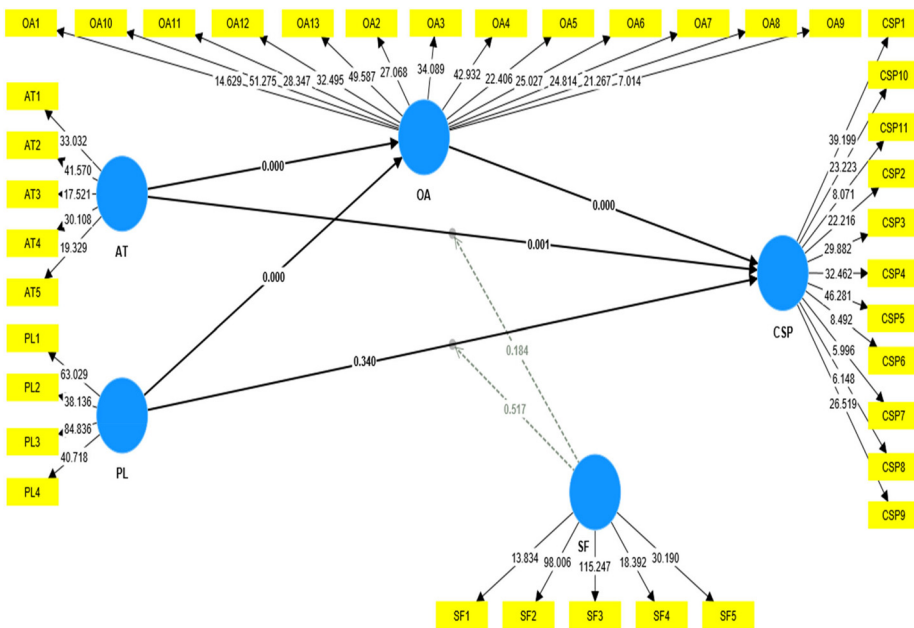 OA1 OA10 OA11 OA12 OA13 OA2 OA3 OA4 OA5 OA6 OA7 OA8 OA9 CSP1
14.629 51.275 28.347 32.495 49.587 27.068 34.089 42.932 22.406 25.027 24.814 21.267 7.014
OA
AT1
AT2
AT3
AT4
AT5
33.032
41.570
17.521
30.108
19.329
AT
PL1
PL2
PL3
PL4
63.029
38.136
84.836
40.718
PL
0.000
0.000
0.000
0.001
0.340
0.184
0.517
CSP
39.199
23.223
8.071
22.216
29.882
32.462
46.281
8.492
5.996
6.148
26.519
CSP10
CSP11
CSP2
CSP3
CSP4
CSP5
CSP6
CSP7
CSP8
CSP9
SF
13.834 98.006 115.247 18.392 30.190
SF1 SF2 SF3 SF4 SF5